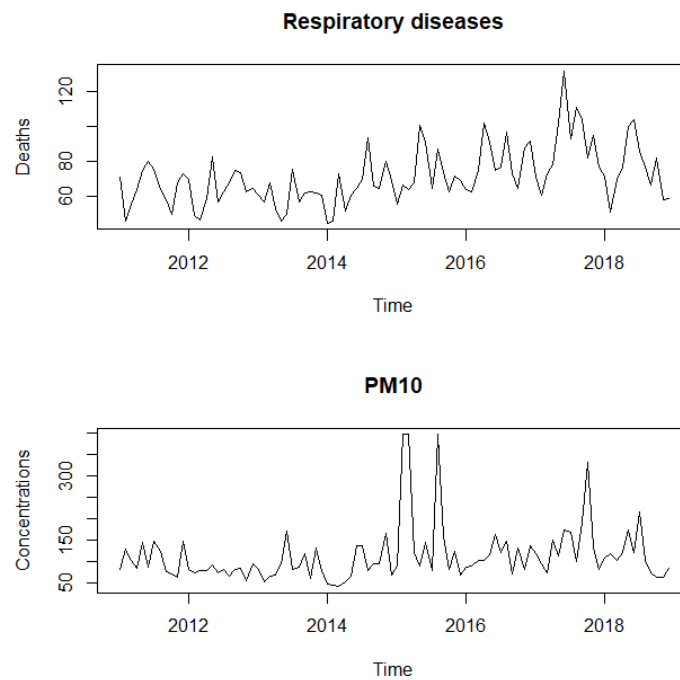 Respiratory diseases
Deaths
60 80 120
2012 2014 2016 2018
Time
PM10
Concentrations
50 150 300
2012 2014 2016 2018
Time